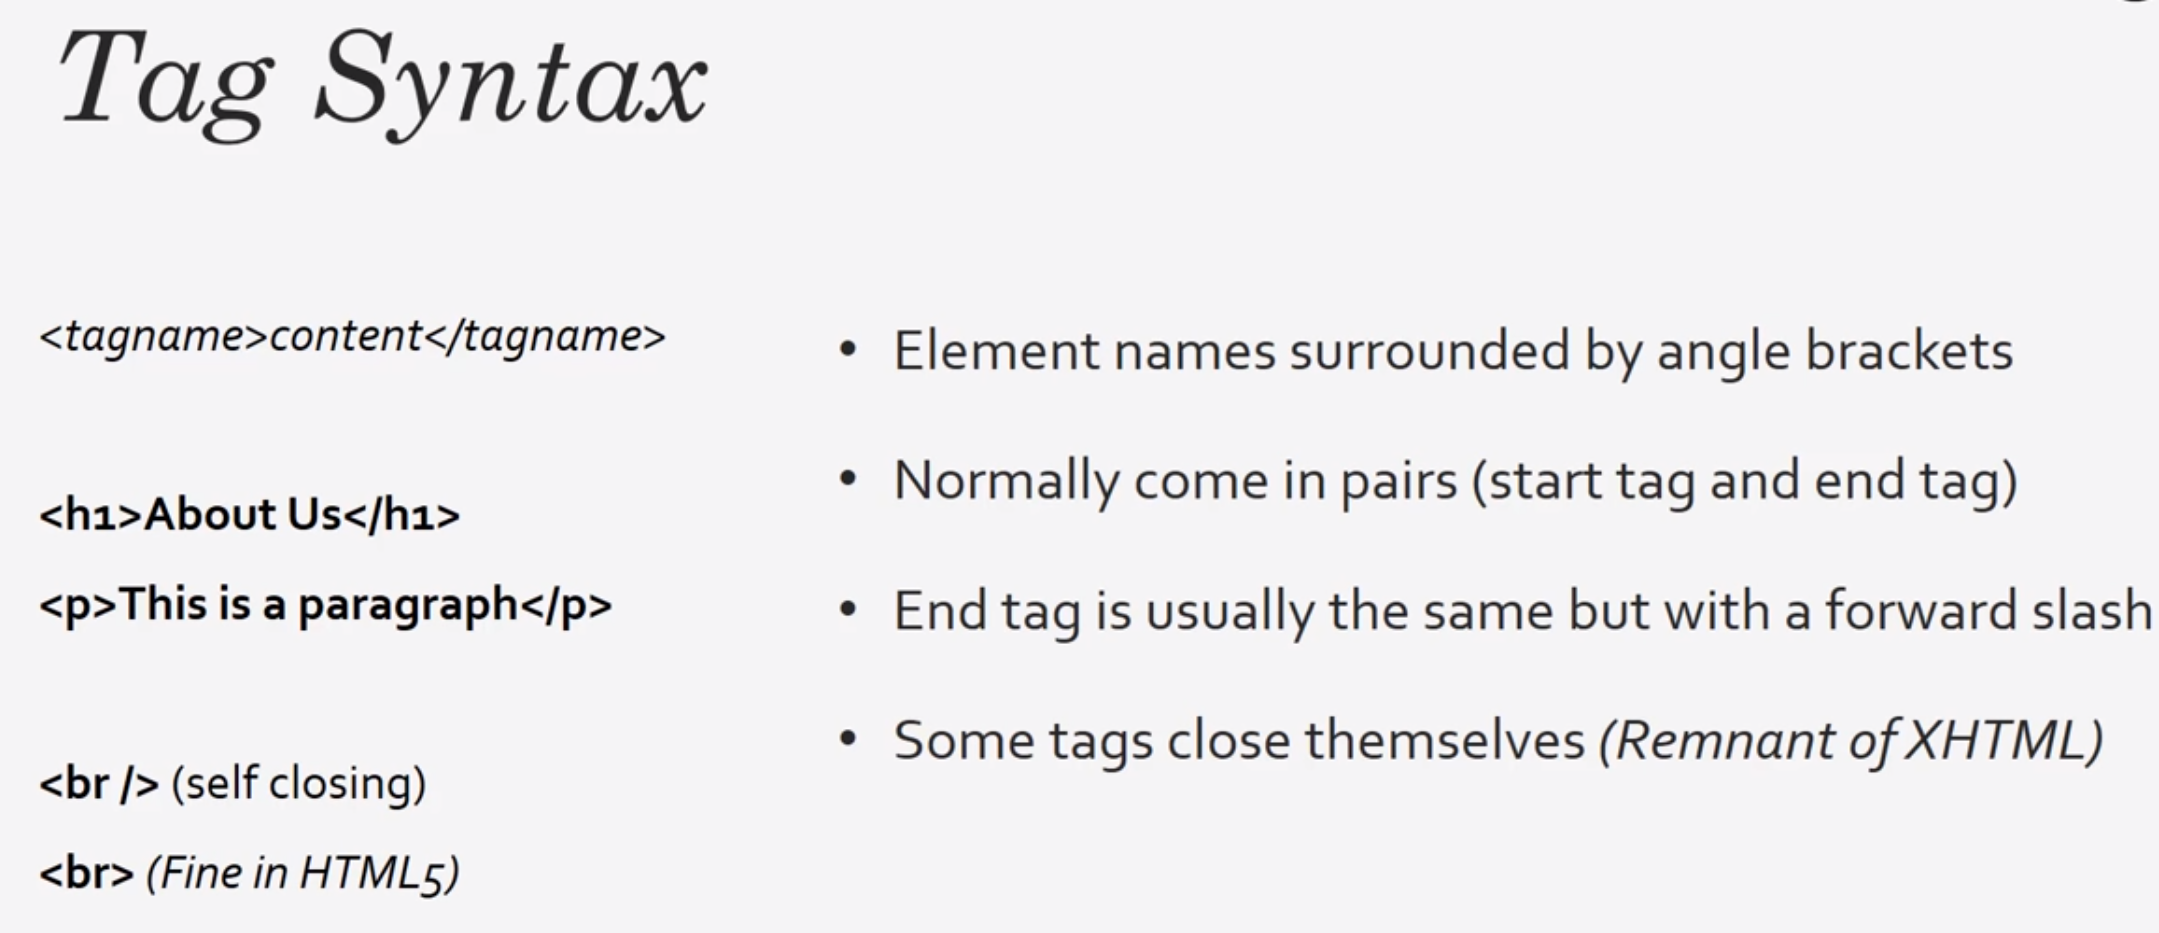 Tag Syntax
<tagname>content</tagname>
<h1>About Us</h1>
<p>This is a paragraph</p>
<br /> (self closing)
<br> (Fine in HTML5)
• Element names surrounded by angle brackets
• Normally come in pairs (start tag and end tag)
• End tag is usually the same but with a forward slash
• Some tags close themselves (Remnant of XHTML)